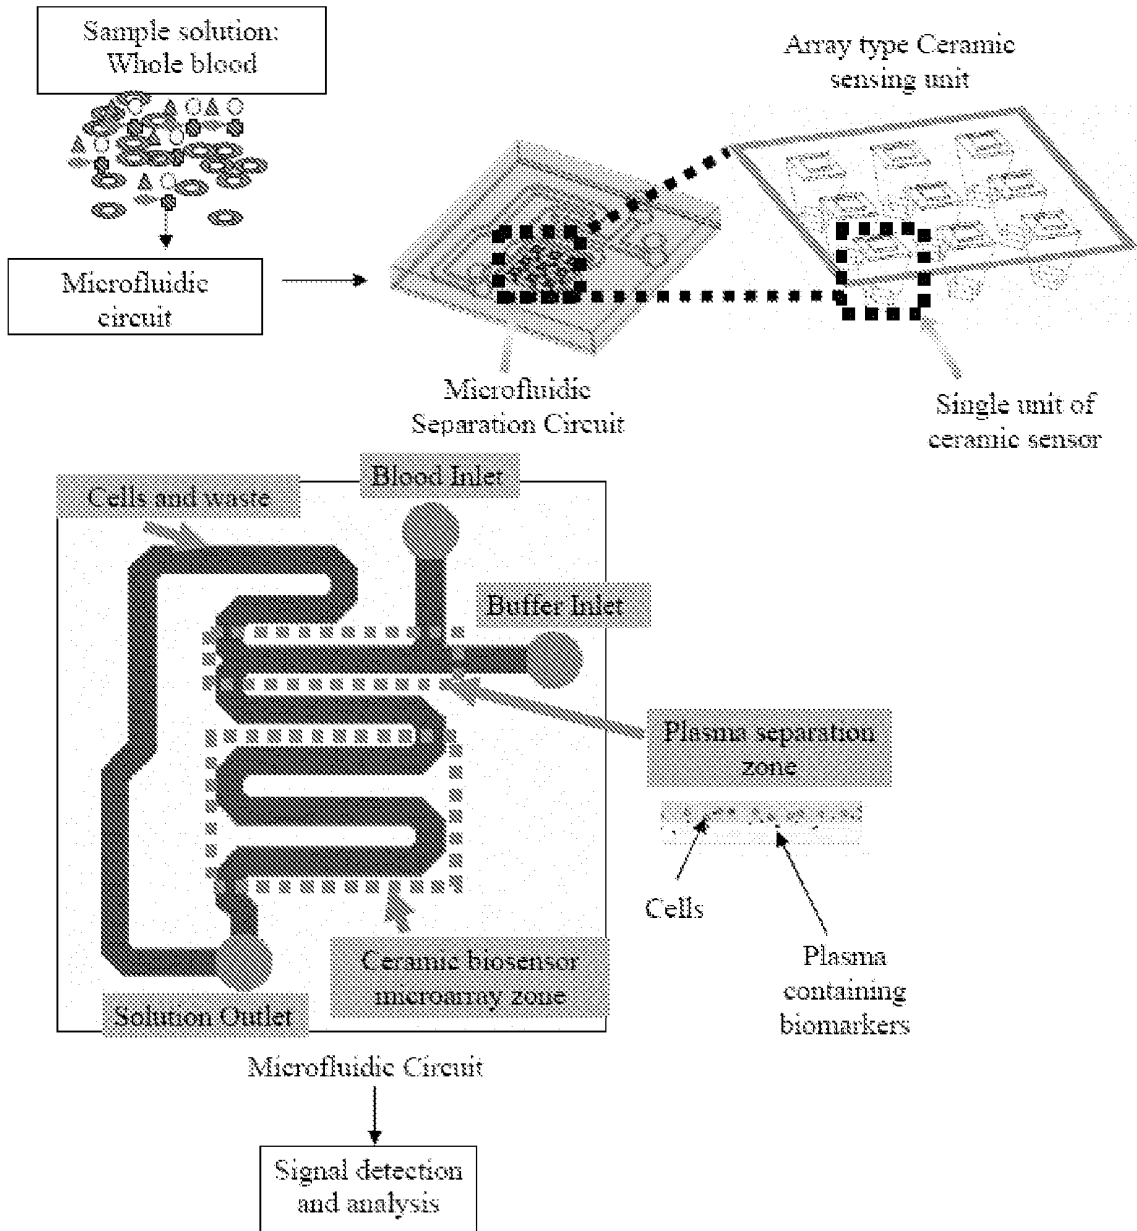 Sample solution:
Whole blood
Array type Ceramic
sensing unit
Microfluidic
circuit
Microfluidic
Separation Circuit
Single unit of
ceramic sensor
Cells and waste
Blood Inlet
Buffer Inlet
Plasma separation
zone
Cells
Plasma
containing
biomarkers
Ceramic biosensor
microarray zone
Solution Outlet
Microfluidic Circuit
Signal detection
and analysis